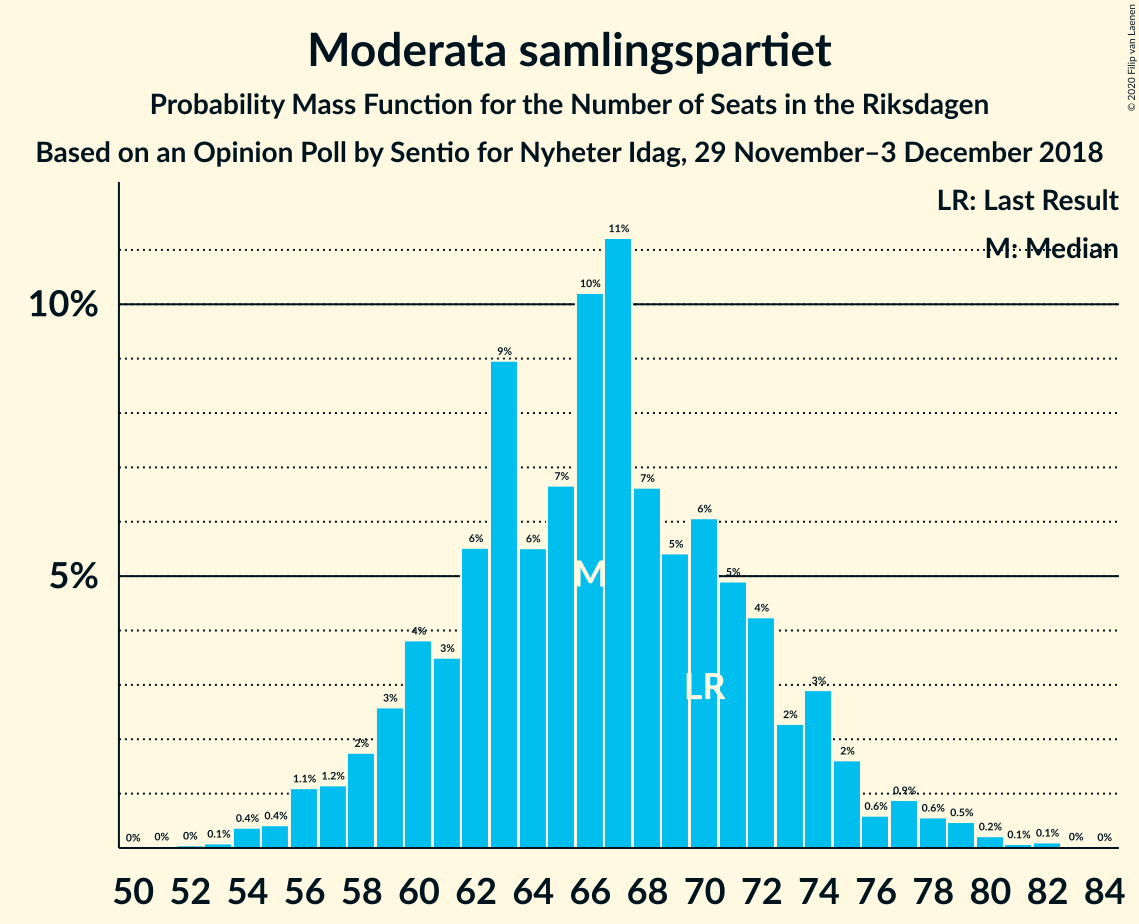 © 2020 Filip van Laenen
Moderata samlingspartiet
Probability Mass Function for the Number of Seats in the Riksdagen
Based on an Opinion Poll by Sentio for Nyheter Idag, 29 November–3 December 2018
LR: Last Result
M: Median
10%
5%
0% 0% 0% 0.1% 0.4% 0.4% 1.1% 1.2% 2% 3% 4% 3% 6% 9% 6% 7% 10% 11% 7% 5% 6% 5% 4% 2% 3% 2% 0.6% 0.9% 0.6% 0.5% 0.2% 0.1% 0.1% 0% 0%
M
LR
50 52 54 56 58 60 62 64 66 68 70 72 74 76 78 80 82 84